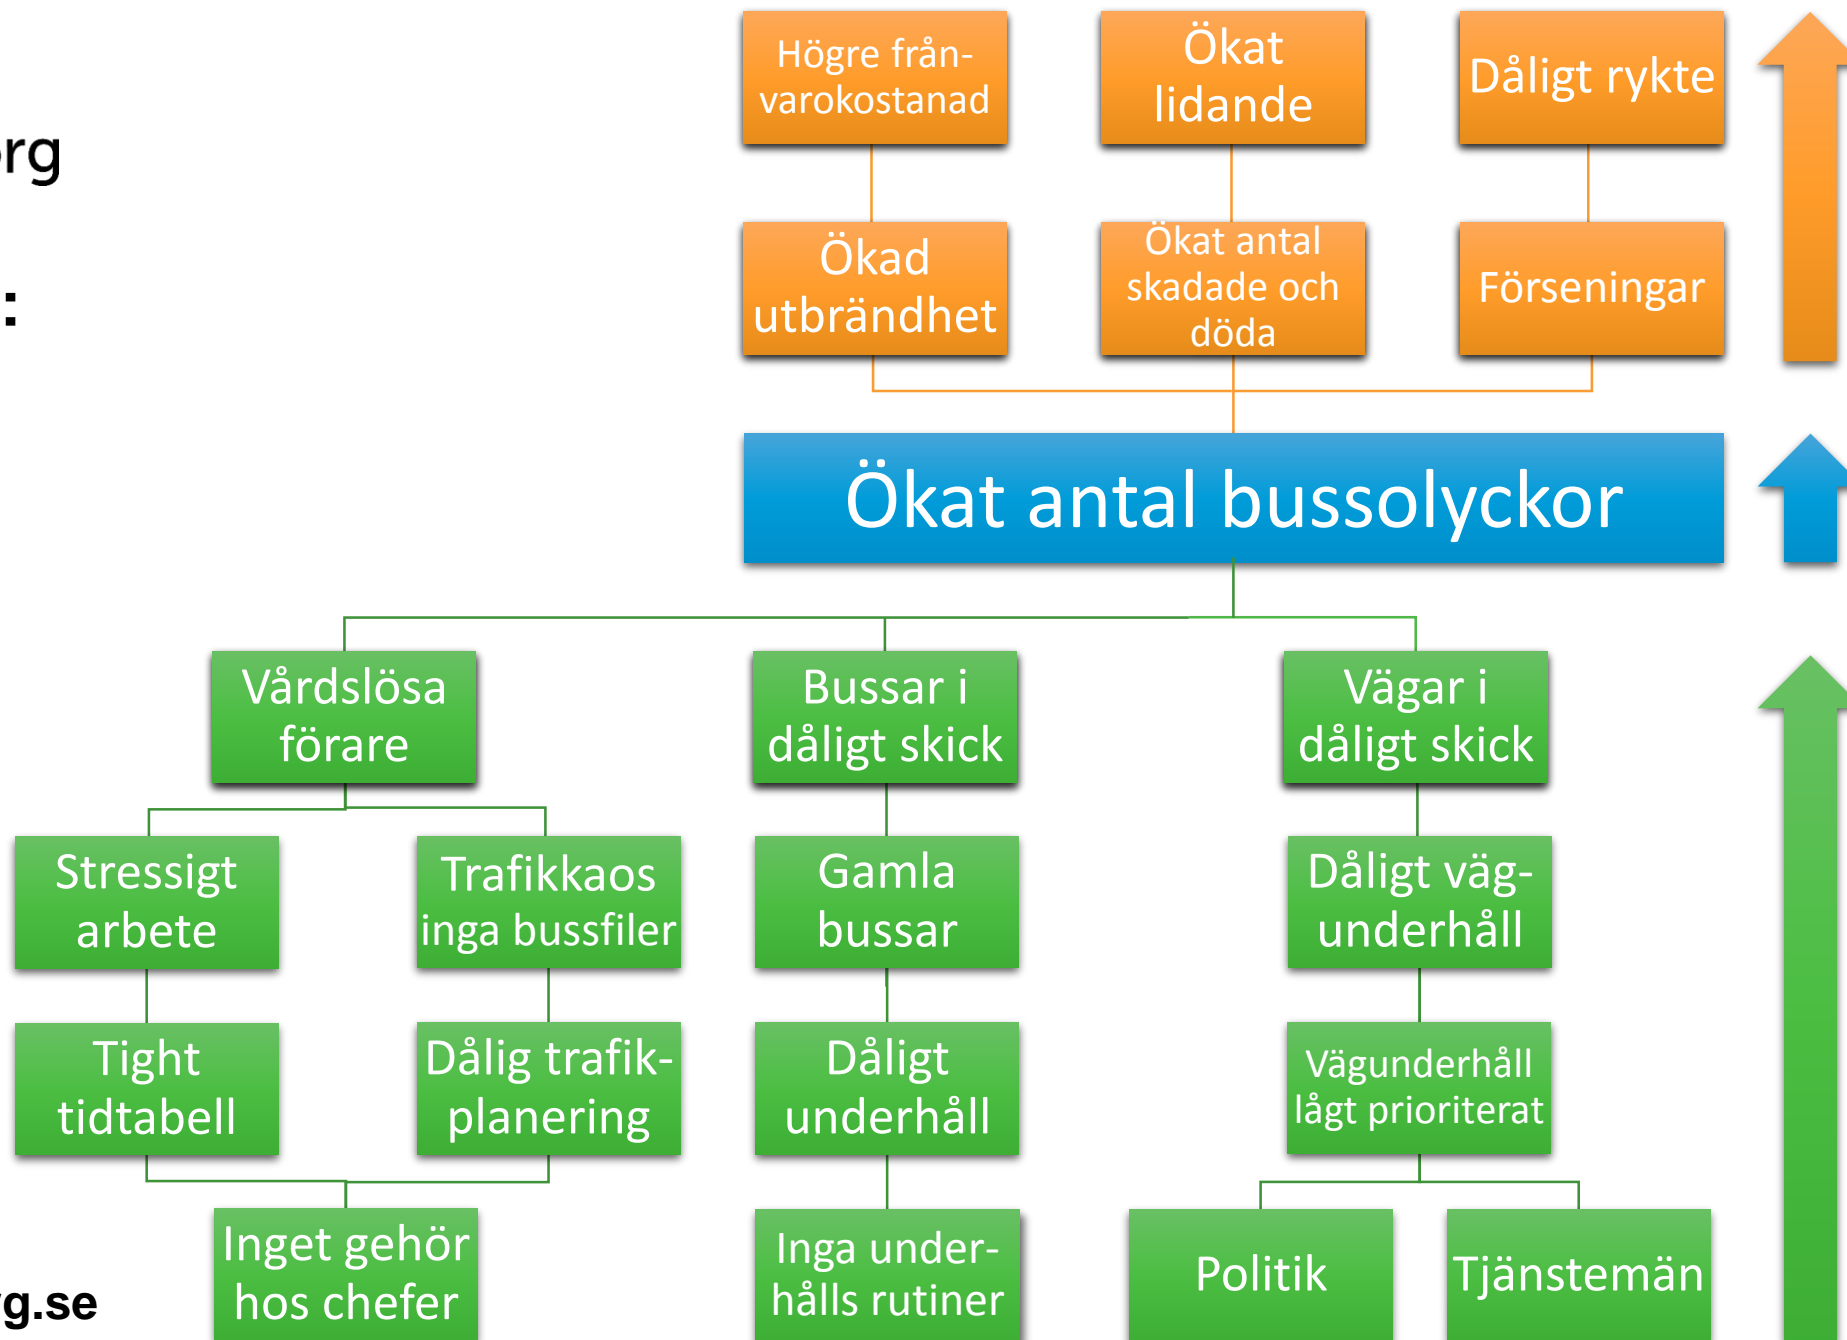 Högre från-
varokostanad
Ökat
lidande
Dåligt rykte
rg
:
Ökad
utbrändhet
Ökat antal
skadade och
döda
Förseningar
Ökat antal bussolyckor
Vårdslösa
förare
Bussar i
dåligt skick
Vägar i
dåligt skick
Stressigt
arbete
Trafikkaos
inga bussfiler
Gamla
bussar
Dåligt väg-
underhåll
Tight
tidtabell
Dålig trafik-
planering
Dåligt
underhåll
Vägunderhåll
lågt prioriterat
Inget gehör
hos chefer
Inga under-
hålls rutiner
Politik
Tjänstemän
g.se